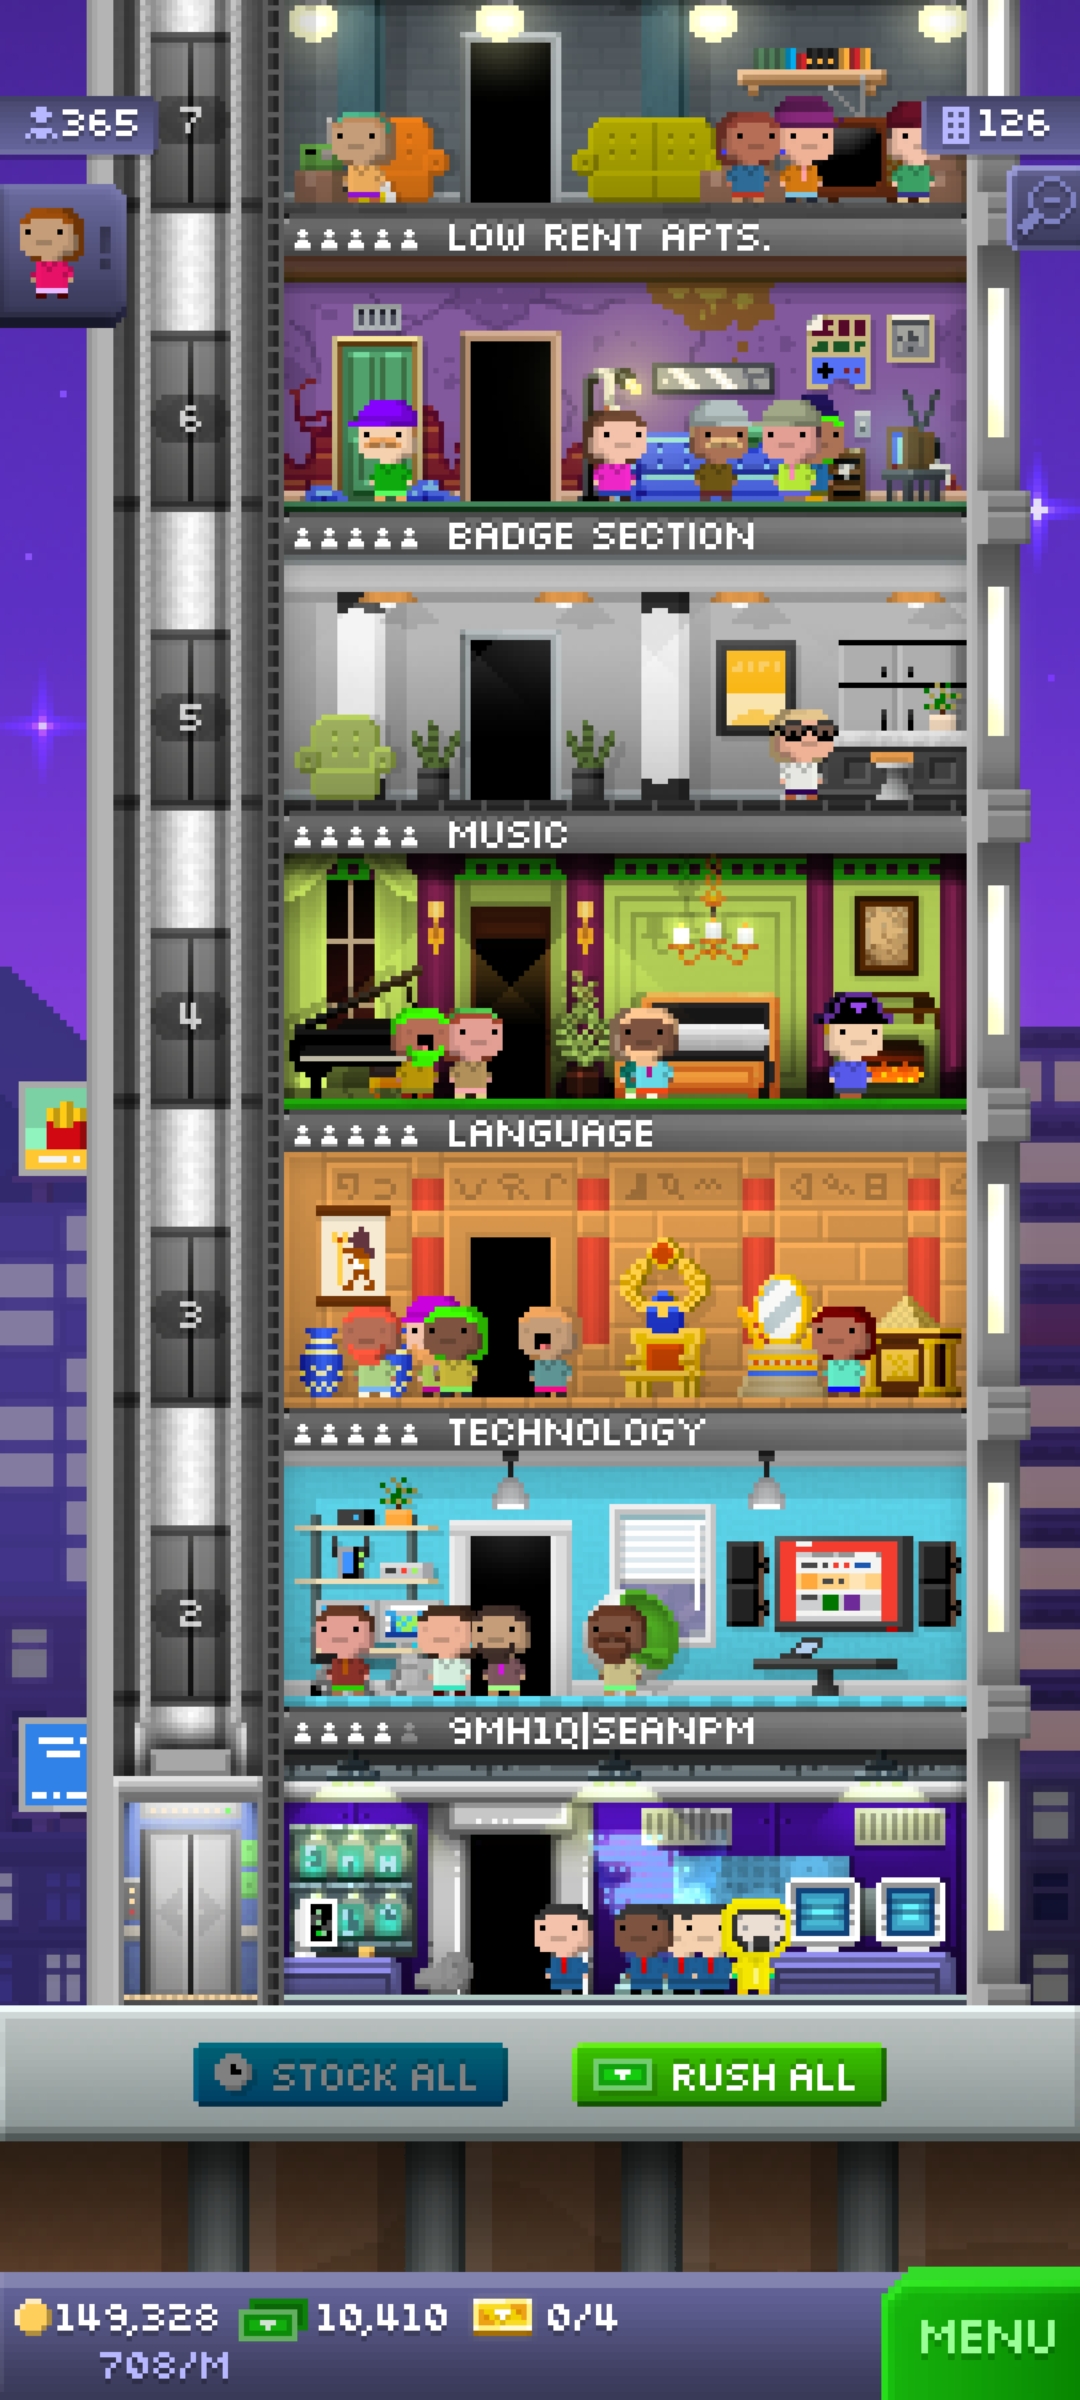 7
365
126
LOW RENT APTS.
6
BADGE SECTION
5
MUSIC
4
LANGUAGE
3
TECHNOLOGY
2
9MH1Q|SEANPM
STOCK ALL
RUSH ALL
149,328
10,410
0/4
708/M
MENU